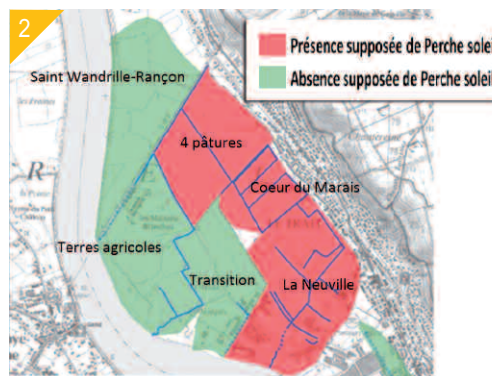 2
Présence supposée de Perche solei
Absence supposée de Perche solei
Saint Wandrille-Rançon
4 pâtures
Coeur du Marais
Terres agricoles
Transition
La Neuville
R